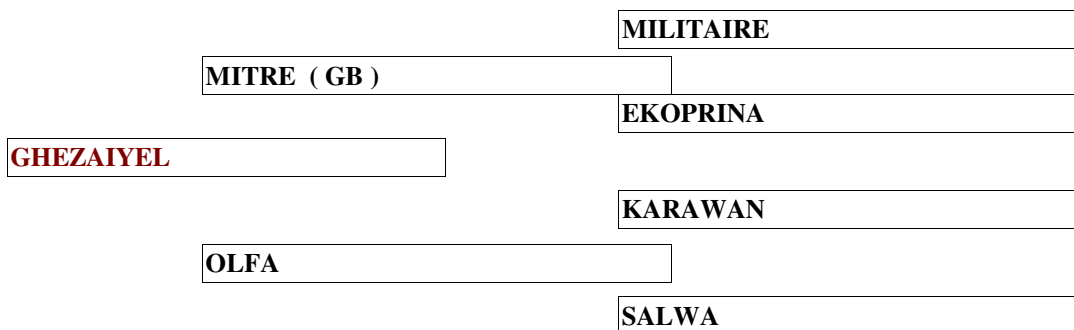 MILITAIRE
MITRE ( GB )
EKOPRINA
GHEZAIYEL
KARAWAN
OLFA
SALWA